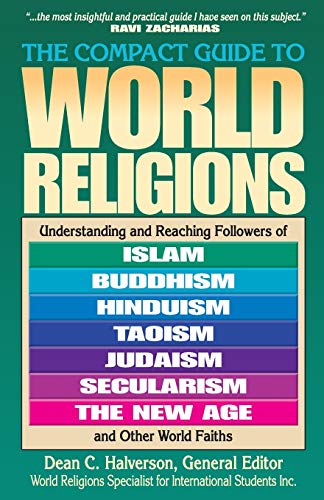 "...the most insightful and practical guide I have seen on this subject."
RAVI ZACHARIAS
THE COMPACT GUIDE TO
WORLD
RELIGIONS
Understanding and Reaching Followers of
ISLAM
BUDDHISM
HINDUISM
TAOISM
JUDAISM
SECULARISM
THE NEW AGE
and Other World Faiths
Dean C. Halverson, General Editor
World Religions Specialist for International Students Inc.